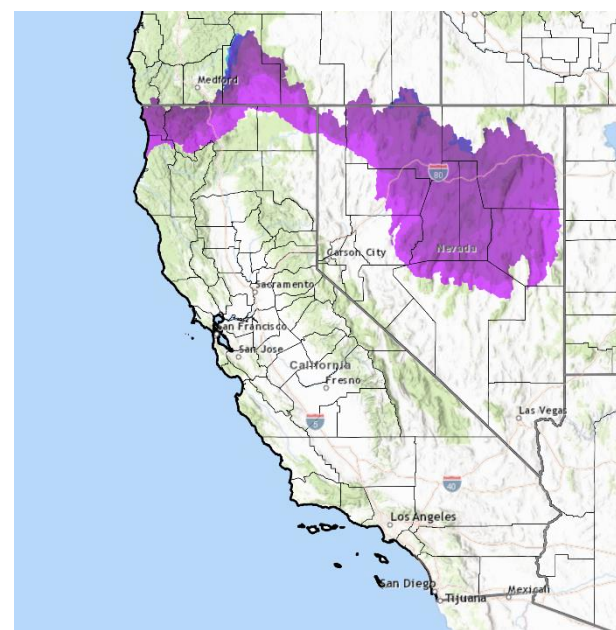 Medford
80
Nevada
Carson City
Sacramento
San Francisco
San Jose
California
Fresno
Las Vegas
5
40
Los Angeles
San Diego
Tijuana
Mexicali